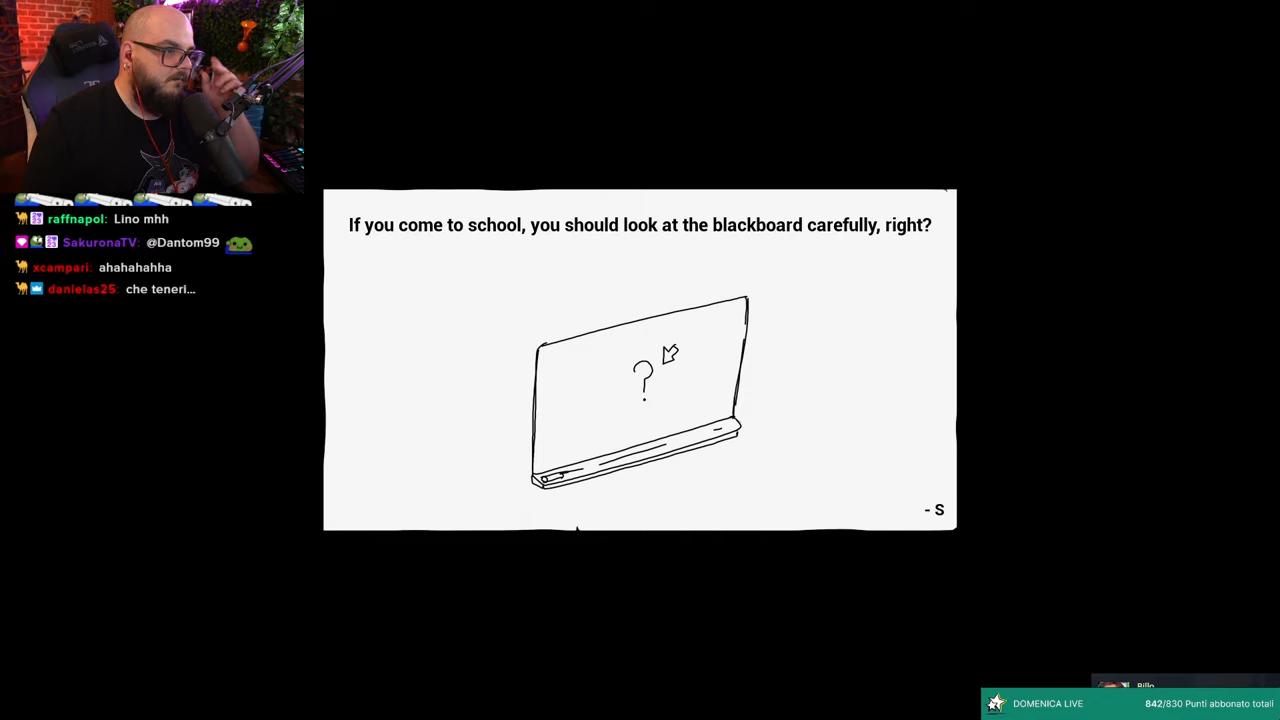 raffnapol: Lino mhh
SakuronaTV: @Dantom99
xcampari: ahahahahha
danielas25: che teneri...
If you come to school, you should look at the blackboard carefully, right?
?
- S
Billo
DOMENICA LIVE 842/830 Punti abbonato totali